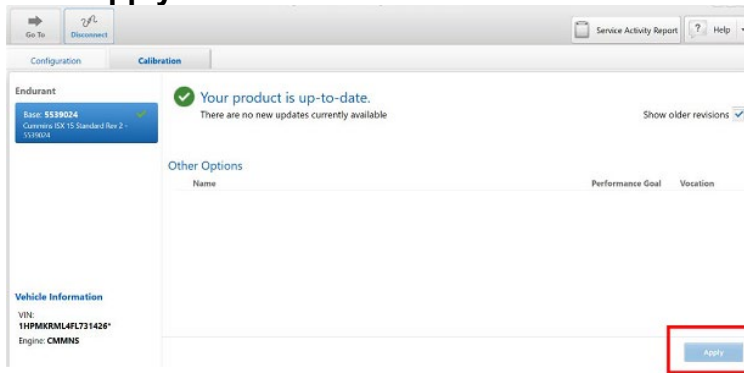 Go To
Disconnect
Service Activity Report
? Help
Configuration
Calibration
Endurant
Base: 5539024
Cummins ISX 15 Standard Rev 2 -
5539024
Your product is up-to-date.
There are no new updates currently available
Show older revisions
Other Options
Name
Performance Goal
Vocation
Vehicle Information
VIN:
1HPMKRML4FL731426*
Engine: CMMNS
Apply